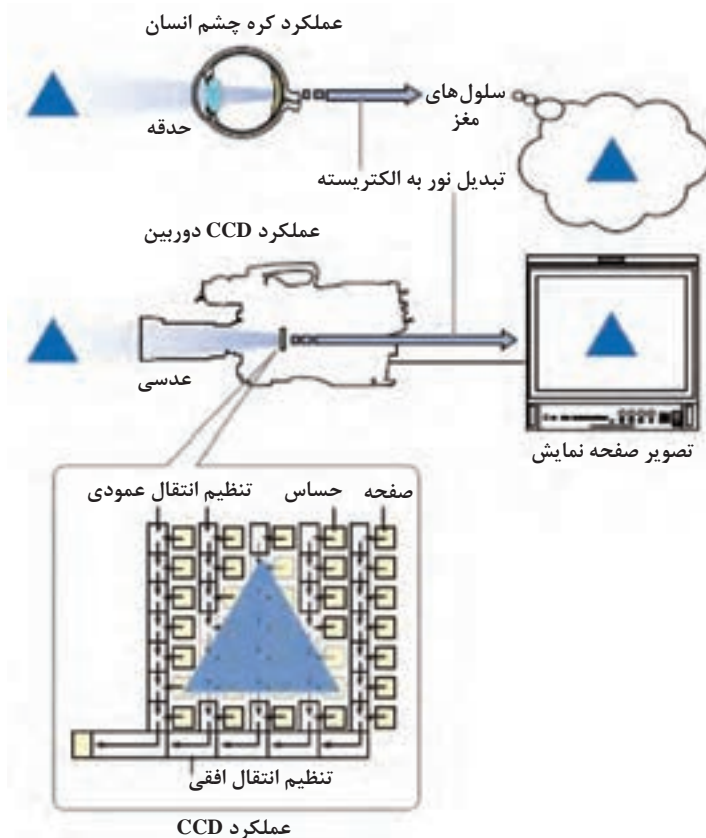 عملکرد کره چشم انسان
سلول‌های
مغز
حدقه
تبدیل نور به الکتریسته
عملکرد CCD دوربین
عدسی
تصویر صفحه نمایش
صفحه
حساس
تنظیم انتقال عمودی
تنظیم انتقال افقی
عملکرد CCD